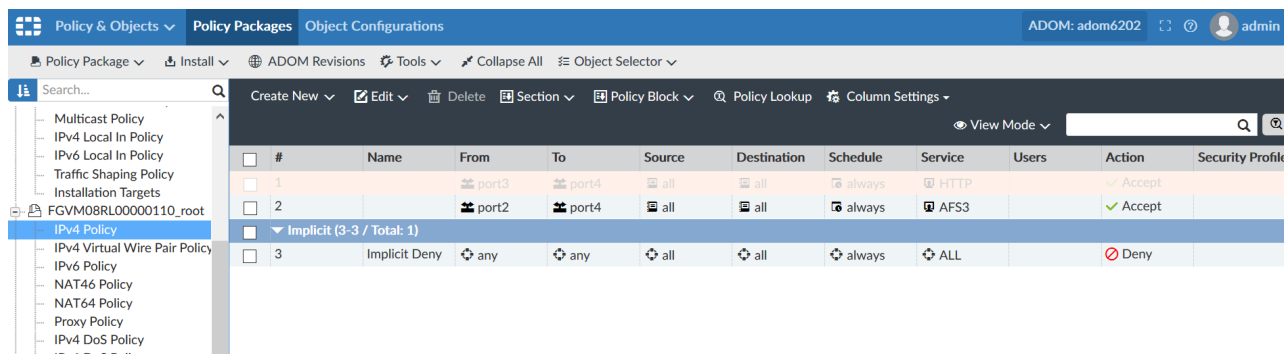 Policy & Objects Policy Packages Object Configurations ADOM: adom6202 admin
Policy Package Install ADOM Revisions Tools Collapse All Object Selector
Search... Create New Edit Delete Section Policy Block Policy Lookup Column Settings
View Mode
Multicast Policy
IPv4 Local In Policy
IPv6 Local In Policy
Traffic Shaping Policy
Installation Targets
FGVM08RL00000110_root
IPv4 Policy
IPv4 Virtual Wire Pair Policy
IPv6 Policy
NAT46 Policy
NAT64 Policy
Proxy Policy
IPv4 DoS Policy
# Name From To Source Destination Schedule Service Users Action Security Profile
1 port3 port4 all all always HTTP Accept
2 port2 port4 all all always AFS3 Accept
Implicit (3-3 / Total: 1)
3 Implicit Deny any any all all always ALL Deny